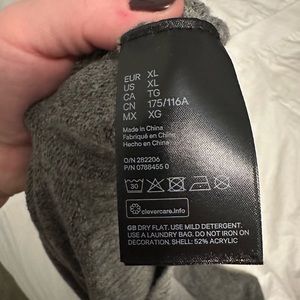 EUR XL
US XL
CA TG
CN 175/116A
MX XG
Made in China
Fabriqué en Chine
Hecho en China
O/N 282206
P/N 0788455 0
30
clevercare.info
GB DRY FLAT. USE MILD DETERGENT.
USE A LAUNDRY BAG. DO NOT IRON ON
DECORATION. SHELL: 52% ACRYLIC